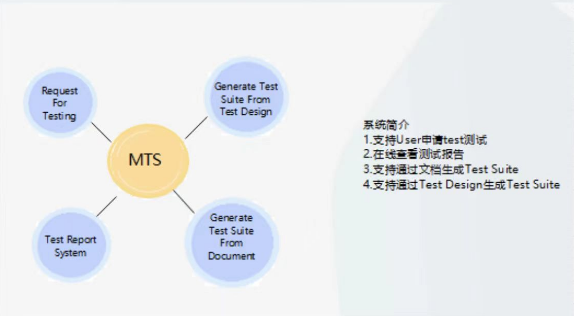 Request
For
Testing
Generate Test
Suite From
Test Design
MTS
Test Report
System
Generate
Test Suite
From
Document
系统简介
1.支持User申请test测试
2.在线查看测试报告
3.支持通过文档生成Test Suite
4.支持通过Test Design生成Test Suite